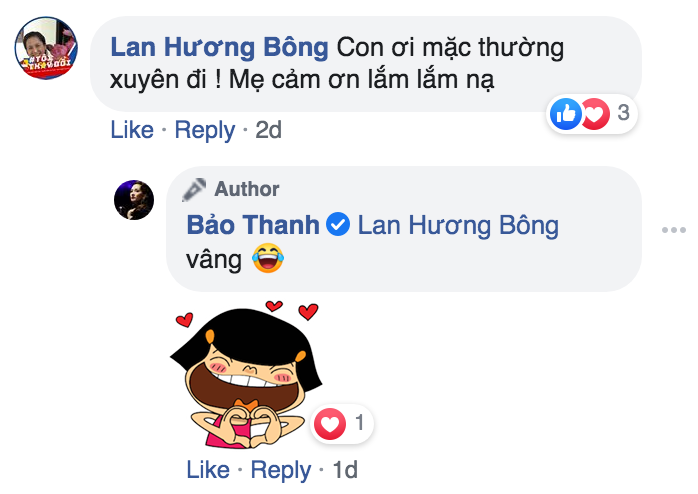 Lan Hương Bông Con ơi mặc thường
xuyên đi ! Mẹ cảm ơn lắm lắm nạ
3
Like · Reply · 2d
Author
Bảo Thanh Lan Hương Bông
vâng 😂
1
Like · Reply · 1d